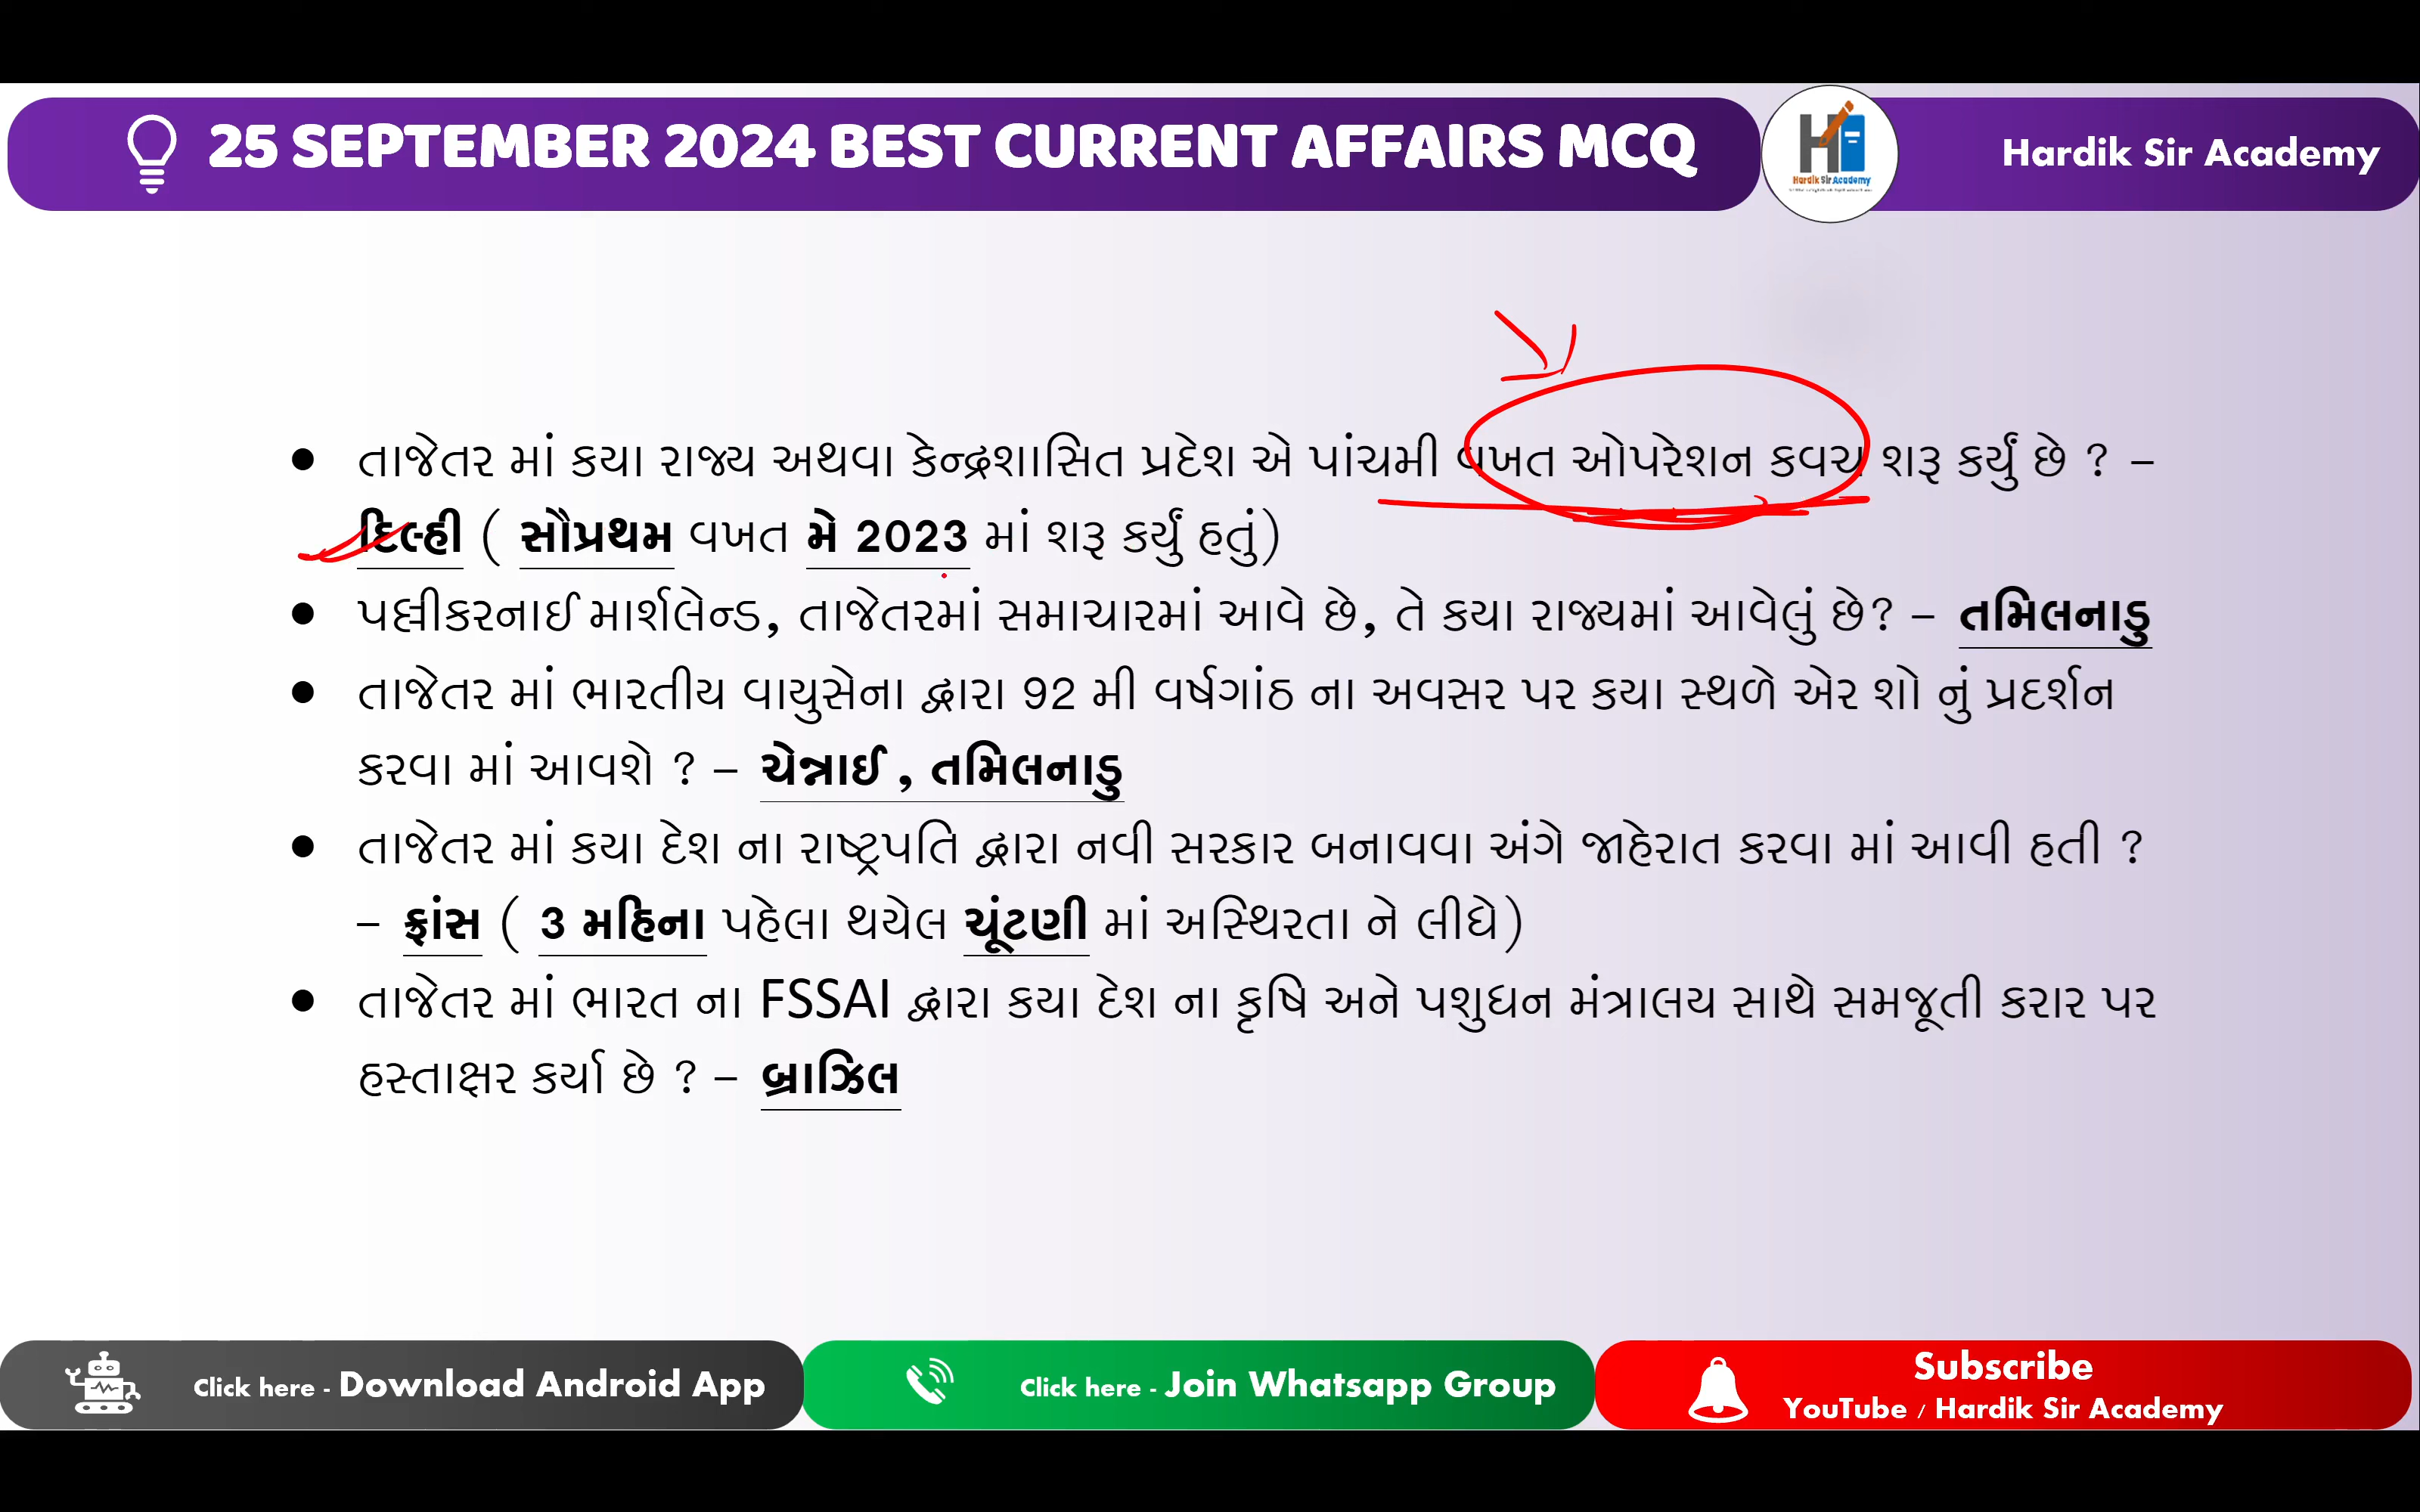 25 SEPTEMBER 2024 BEST CURRENT AFFAIRS MCQ
Hardik Sir Academy
Hardik Sir Academy
• તાજેતર માં કયા રાજ્ય અથવા કેન્દ્રશાસિત પ્રદેશ એ પાંચમી વખત ઓપરેશન કવચ શરૂ કર્યું છે ? –
દિલ્હી ( સૌપ્રથમ વખત મે 2023 માં શરૂ કર્યું હતું)
• પલ્લીકરનાઈ માર્શલેન્ડ, તાજેતરમાં સમાચારમાં આવે છે, તે કયા રાજ્યમાં આવેલું છે? – તમિલનાડુ
• તાજેતર માં ભારતીય વાયુસેના દ્વારા 92 મી વર્ષગાંઠ ના અવસર પર કયા સ્થળે એર શો નું પ્રદર્શન
કરવા માં આવશે ? – ચેન્નાઈ , તમિલનાડુ
• તાજેતર માં કયા દેશ ના રાષ્ટ્રપતિ દ્વારા નવી સરકાર બનાવવા અંગે જાહેરાત કરવા માં આવી હતી ?
– ફ્રાંસ ( 3 મહિના પહેલા થયેલ ચૂંટણી માં અસ્થિરતા ને લીધે)
• તાજેતર માં ભારત ના FSSAI દ્વારા કયા દેશ ના કૃષિ અને પશુધન મંત્રાલય સાથે સમજૂતી કરાર પર
હસ્તાક્ષર કર્યા છે ? – બ્રાઝિલ
Click here - Download Android App
Click here - Join Whatsapp Group
Subscribe
YouTube / Hardik Sir Academy